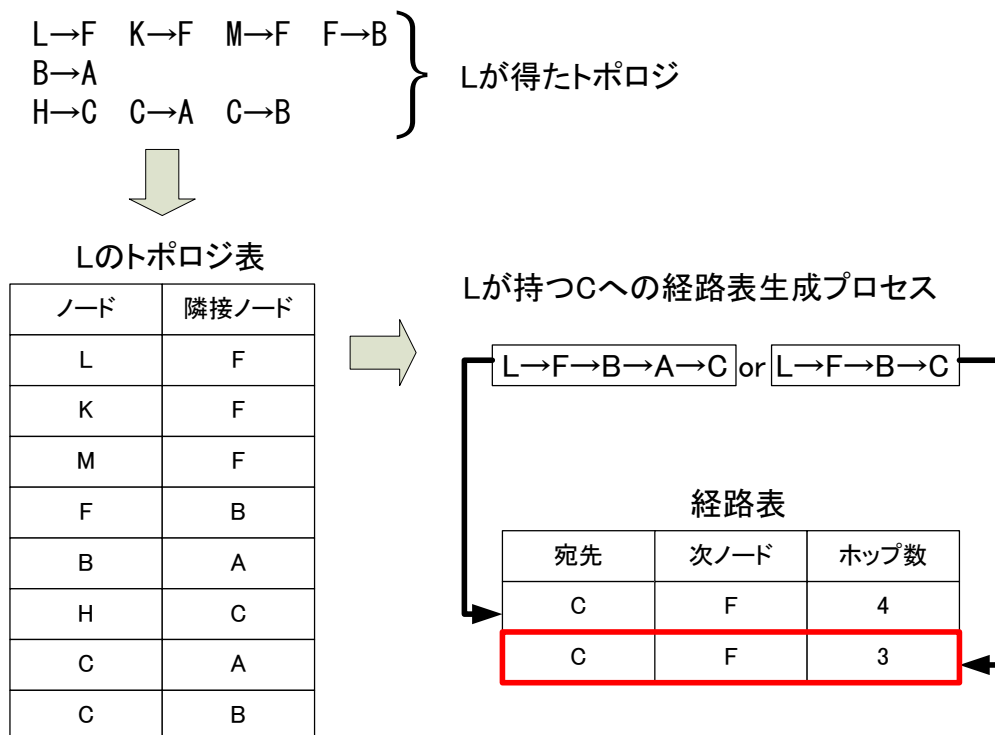 L→F K→F M→F F→B
B→A
H→C C→A C→B
Lが得たトポロジ
Lのトポロジ表
ノード 隣接ノード
L F
K F
M F
F B
B A
H C
C A
C B
Lが持つCへの経路表生成プロセス
L→F→B→A→C or L→F→B→C
経路表
宛先 次ノード ホップ数
C F 4
C F 3